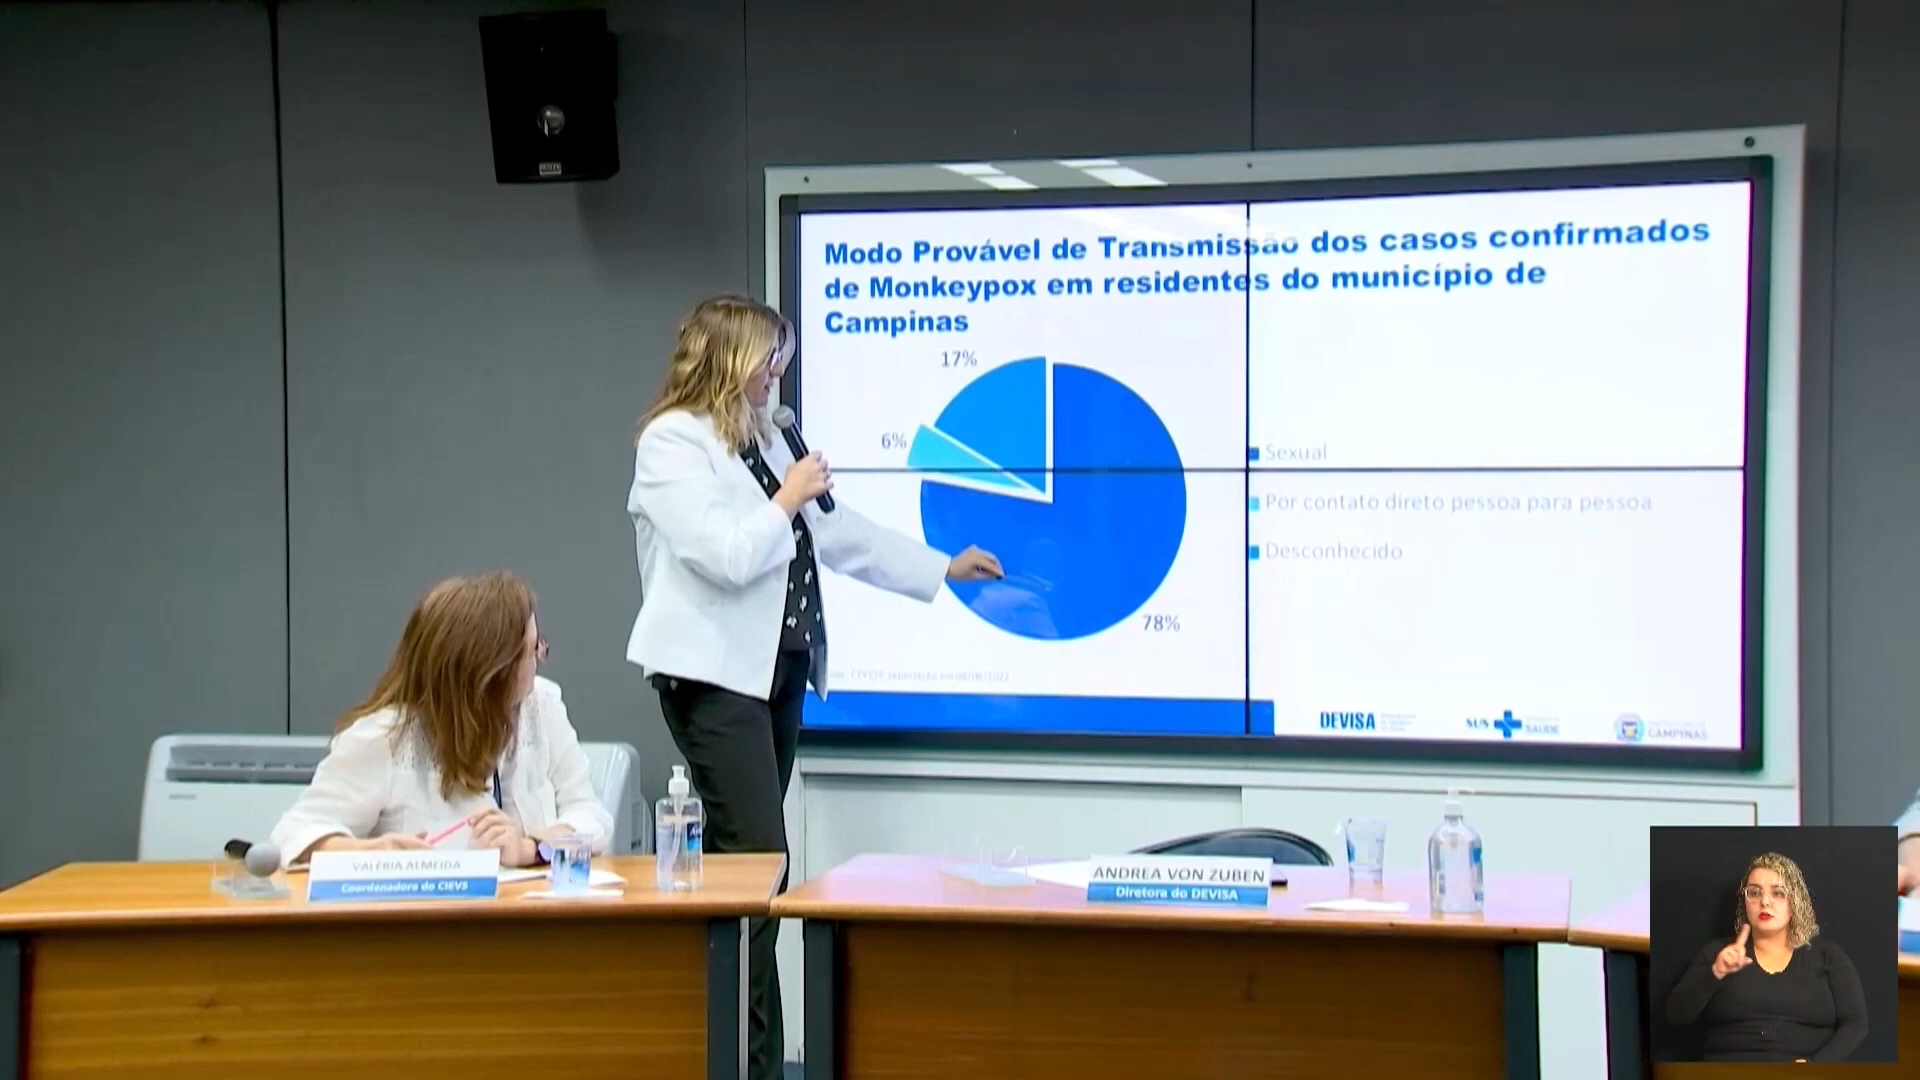 Modo Provável de Transmissão dos casos confirmados
de Monkeypox em residentes do município de
Campinas
17%
6%
78%
Sexual
Por contato direto pessoa para pessoa
Desconhecido
DEVISA
SUS
SAÚDE
CAMPINAS
VALÉRIA ALMEIDA
Coordenadora do CIEVS
ANDREA VON ZUBEN
Diretora do DEVISA